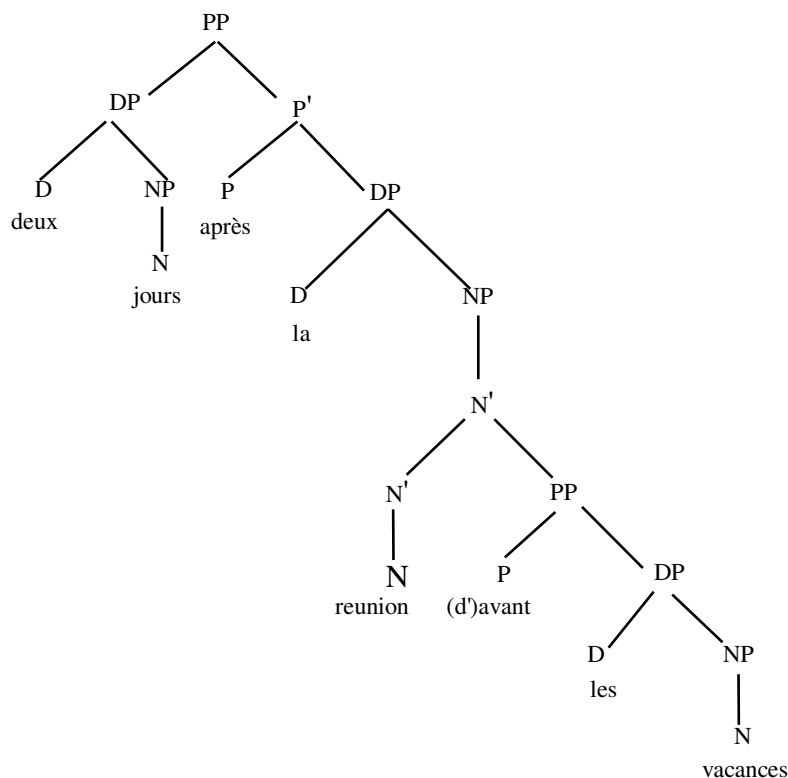 PP
DP P'
D NP P DP
deux après
N D NP
jours la
N'
N' PP
N P DP
reunion (d')avant
D NP
les
N
vacances